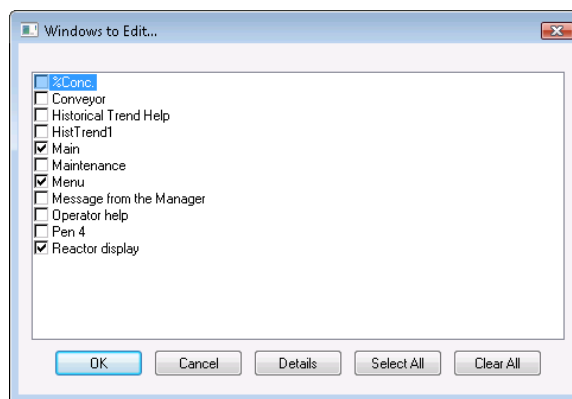 Windows to Edit...
%Conc.
Conveyor
Historical Trend Help
HistTrend1
Main
Maintenance
Menu
Message from the Manager
Operator help
Pen 4
Reactor display
OK Cancel Details Select All Clear All